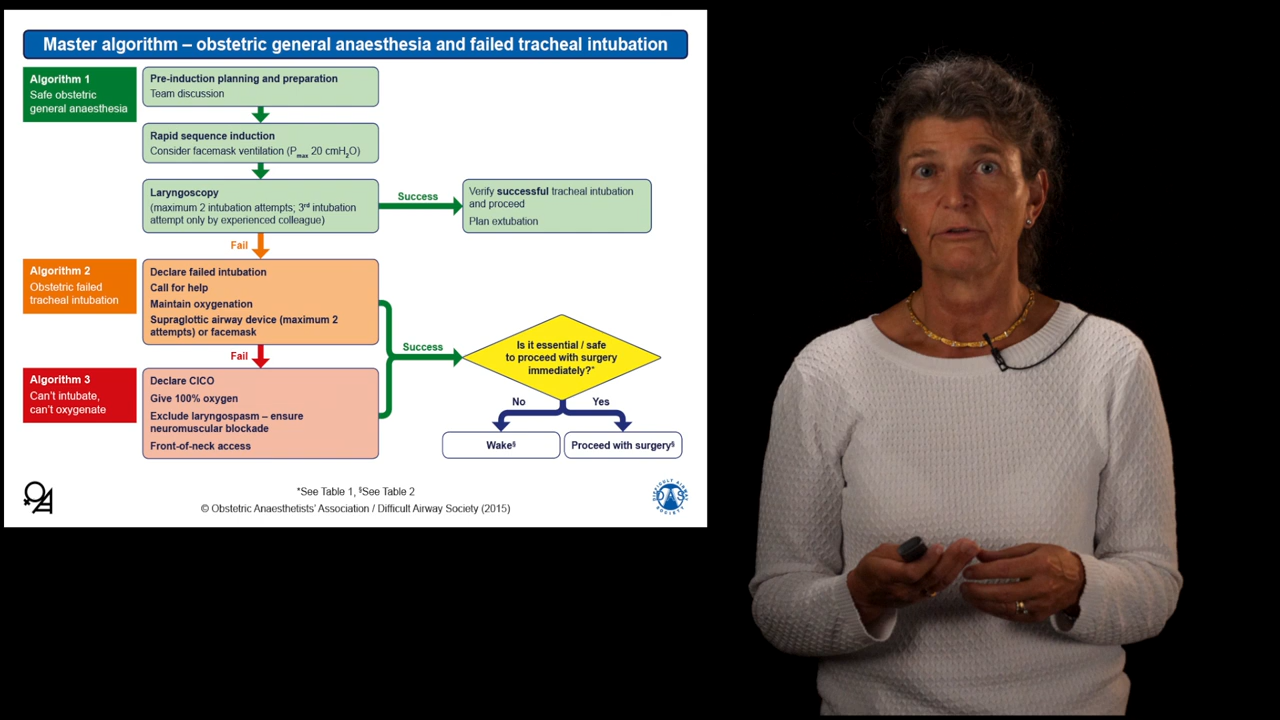 Master algorithm – obstetric general anaesthesia and failed tracheal intubation
Algorithm 1
Safe obstetric
general anaesthesia
Pre-induction planning and preparation
Team discussion
Rapid sequence induction
Consider facemask ventilation (Pmax 20 cmH2O)
Laryngoscopy
(maximum 2 intubation attempts; 3rd intubation
attempt only by experienced colleague)
Success
Verify successful tracheal intubation
and proceed
Plan extubation
Fail
Algorithm 2
Obstetric failed
tracheal intubation
Declare failed intubation
Call for help
Maintain oxygenation
Supraglottic airway device (maximum 2
attempts) or facemask
Success
Is it essential / safe
to proceed with surgery
immediately?*
Fail
Algorithm 3
Can't intubate,
can't oxygenate
Declare CICO
Give 100% oxygen
Exclude laryngospasm – ensure
neuromuscular blockade
Front-of-neck access
No
Yes
Wake§
Proceed with surgery§
*See Table 1, §See Table 2
© Obstetric Anaesthetists' Association / Difficult Airway Society (2015)
DIFFICULT AIRWAY
DAS
SOCIETY